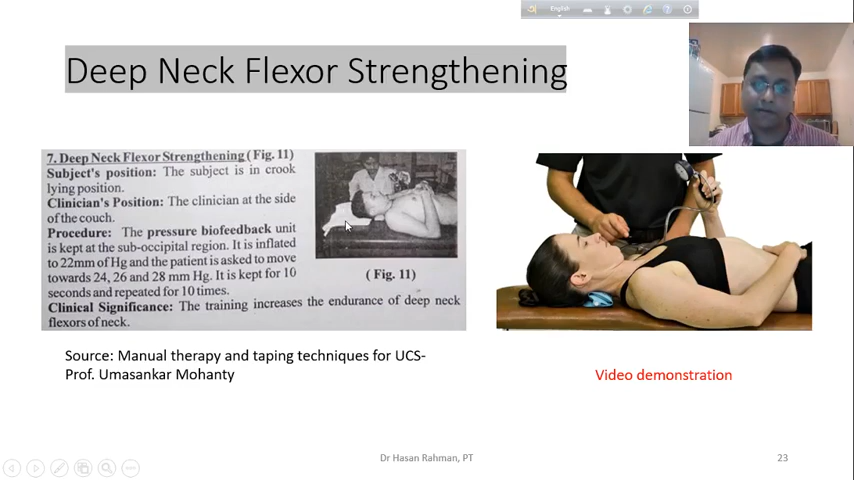 English
Deep Neck Flexor Strengthening
7. Deep Neck Flexor Strengthening (Fig. 11)
Subject's position: The subject is in crook
lying position.
Clinician's Position: The clinician at the side
of the couch.
Procedure: The pressure biofeedback unit
is kept at the sub-occipital region. It is inflated
to 22mm of Hg and the patient is asked to move
towards 24, 26 and 28 mm Hg. It is kept for 10
seconds and repeated for 10 times.
Clinical Significance: The training increases the endurance of deep neck
flexors of neck.
( Fig. 11)
Source: Manual therapy and taping techniques for UCS-
Prof. Umasankar Mohanty
Video demonstration
Dr Hasan Rahman, PT
23